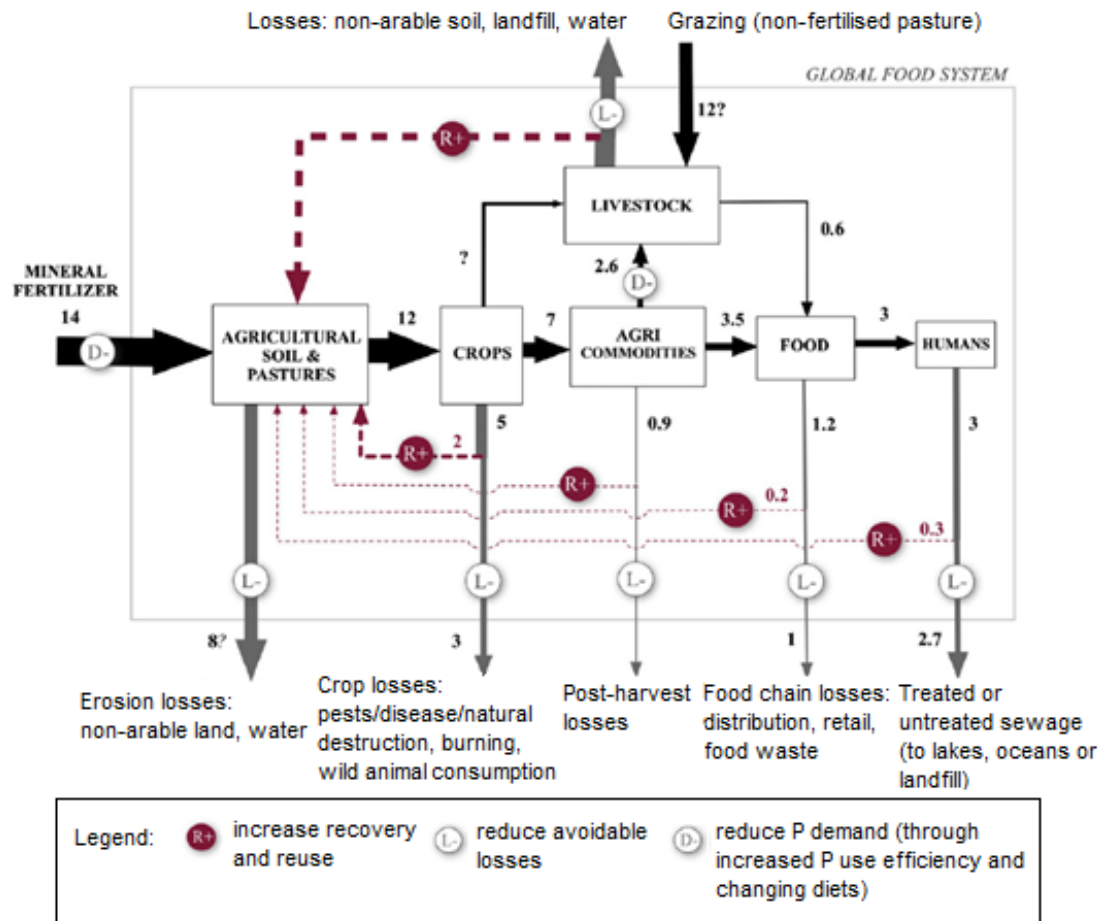 Losses: non-arable soil, landfill, water
Grazing (non-fertilised pasture)
GLOBAL FOOD SYSTEM
L-
12?
R+
LIVESTOCK
0.6
?
2.6
D-
MINERAL
FERTILIZER
14
D-
AGRICULTURAL
SOIL &
PASTURES
12
CROPS
7
AGRI
COMMODITIES
3.5
FOOD
3
HUMANS
5
0.9
1.2
3
2
R+
R+
0.2
R+
0.3
R+
L-
L-
L-
L-
L-
8?
3
1
2.7
Erosion losses:
non-arable land, water
Crop losses:
pests/disease/natural
destruction, burning,
wild animal consumption
Post-harvest
losses
Food chain losses:
distribution, retail,
food waste
Treated or
untreated sewage
(to lakes, oceans or
landfill)
Legend:
R+
increase recovery
and reuse
L-
reduce avoidable
losses
D-
reduce P demand (through
increased P use efficiency and
changing diets)